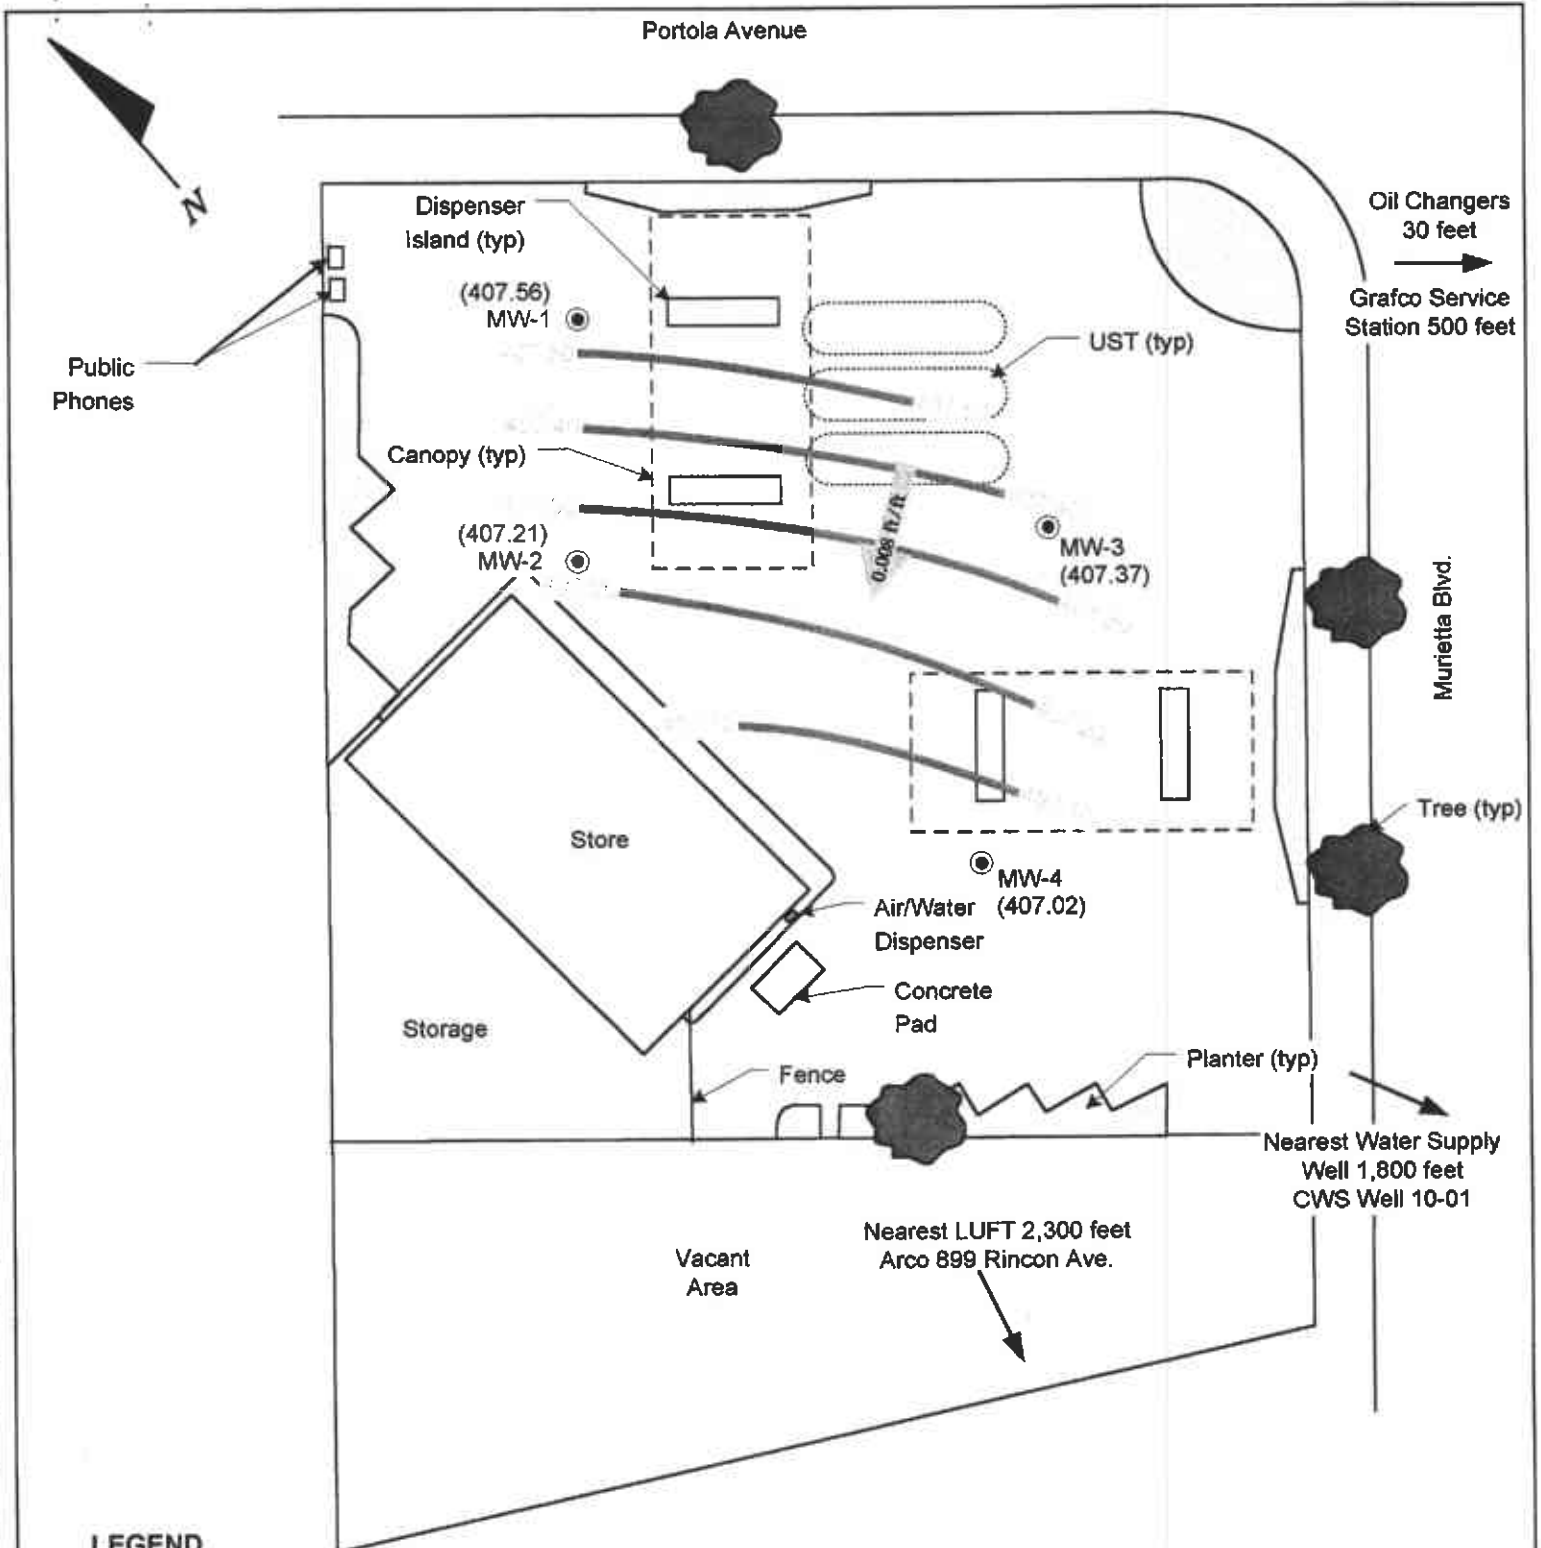 Portola Avenue
N
Dispenser
Island (typ)
Oil Changers
30 feet
Grafco Service
Station 500 feet
(407.56)
MW-1
UST (typ)
Public
Phones
Canopy (typ)
0.008 ft/ft
(407.21)
MW-2
MW-3
(407.37)
Murietta Blvd.
Store
Tree (typ)
MW-4
(407.02)
Air/Water
Dispenser
Concrete
Pad
Storage
Planter (typ)
Fence
Nearest Water Supply
Well 1,800 feet
CWS Well 10-01
Nearest LUFT 2,300 feet
Arco 899 Rincon Ave.
Vacant
Area
LEGEND